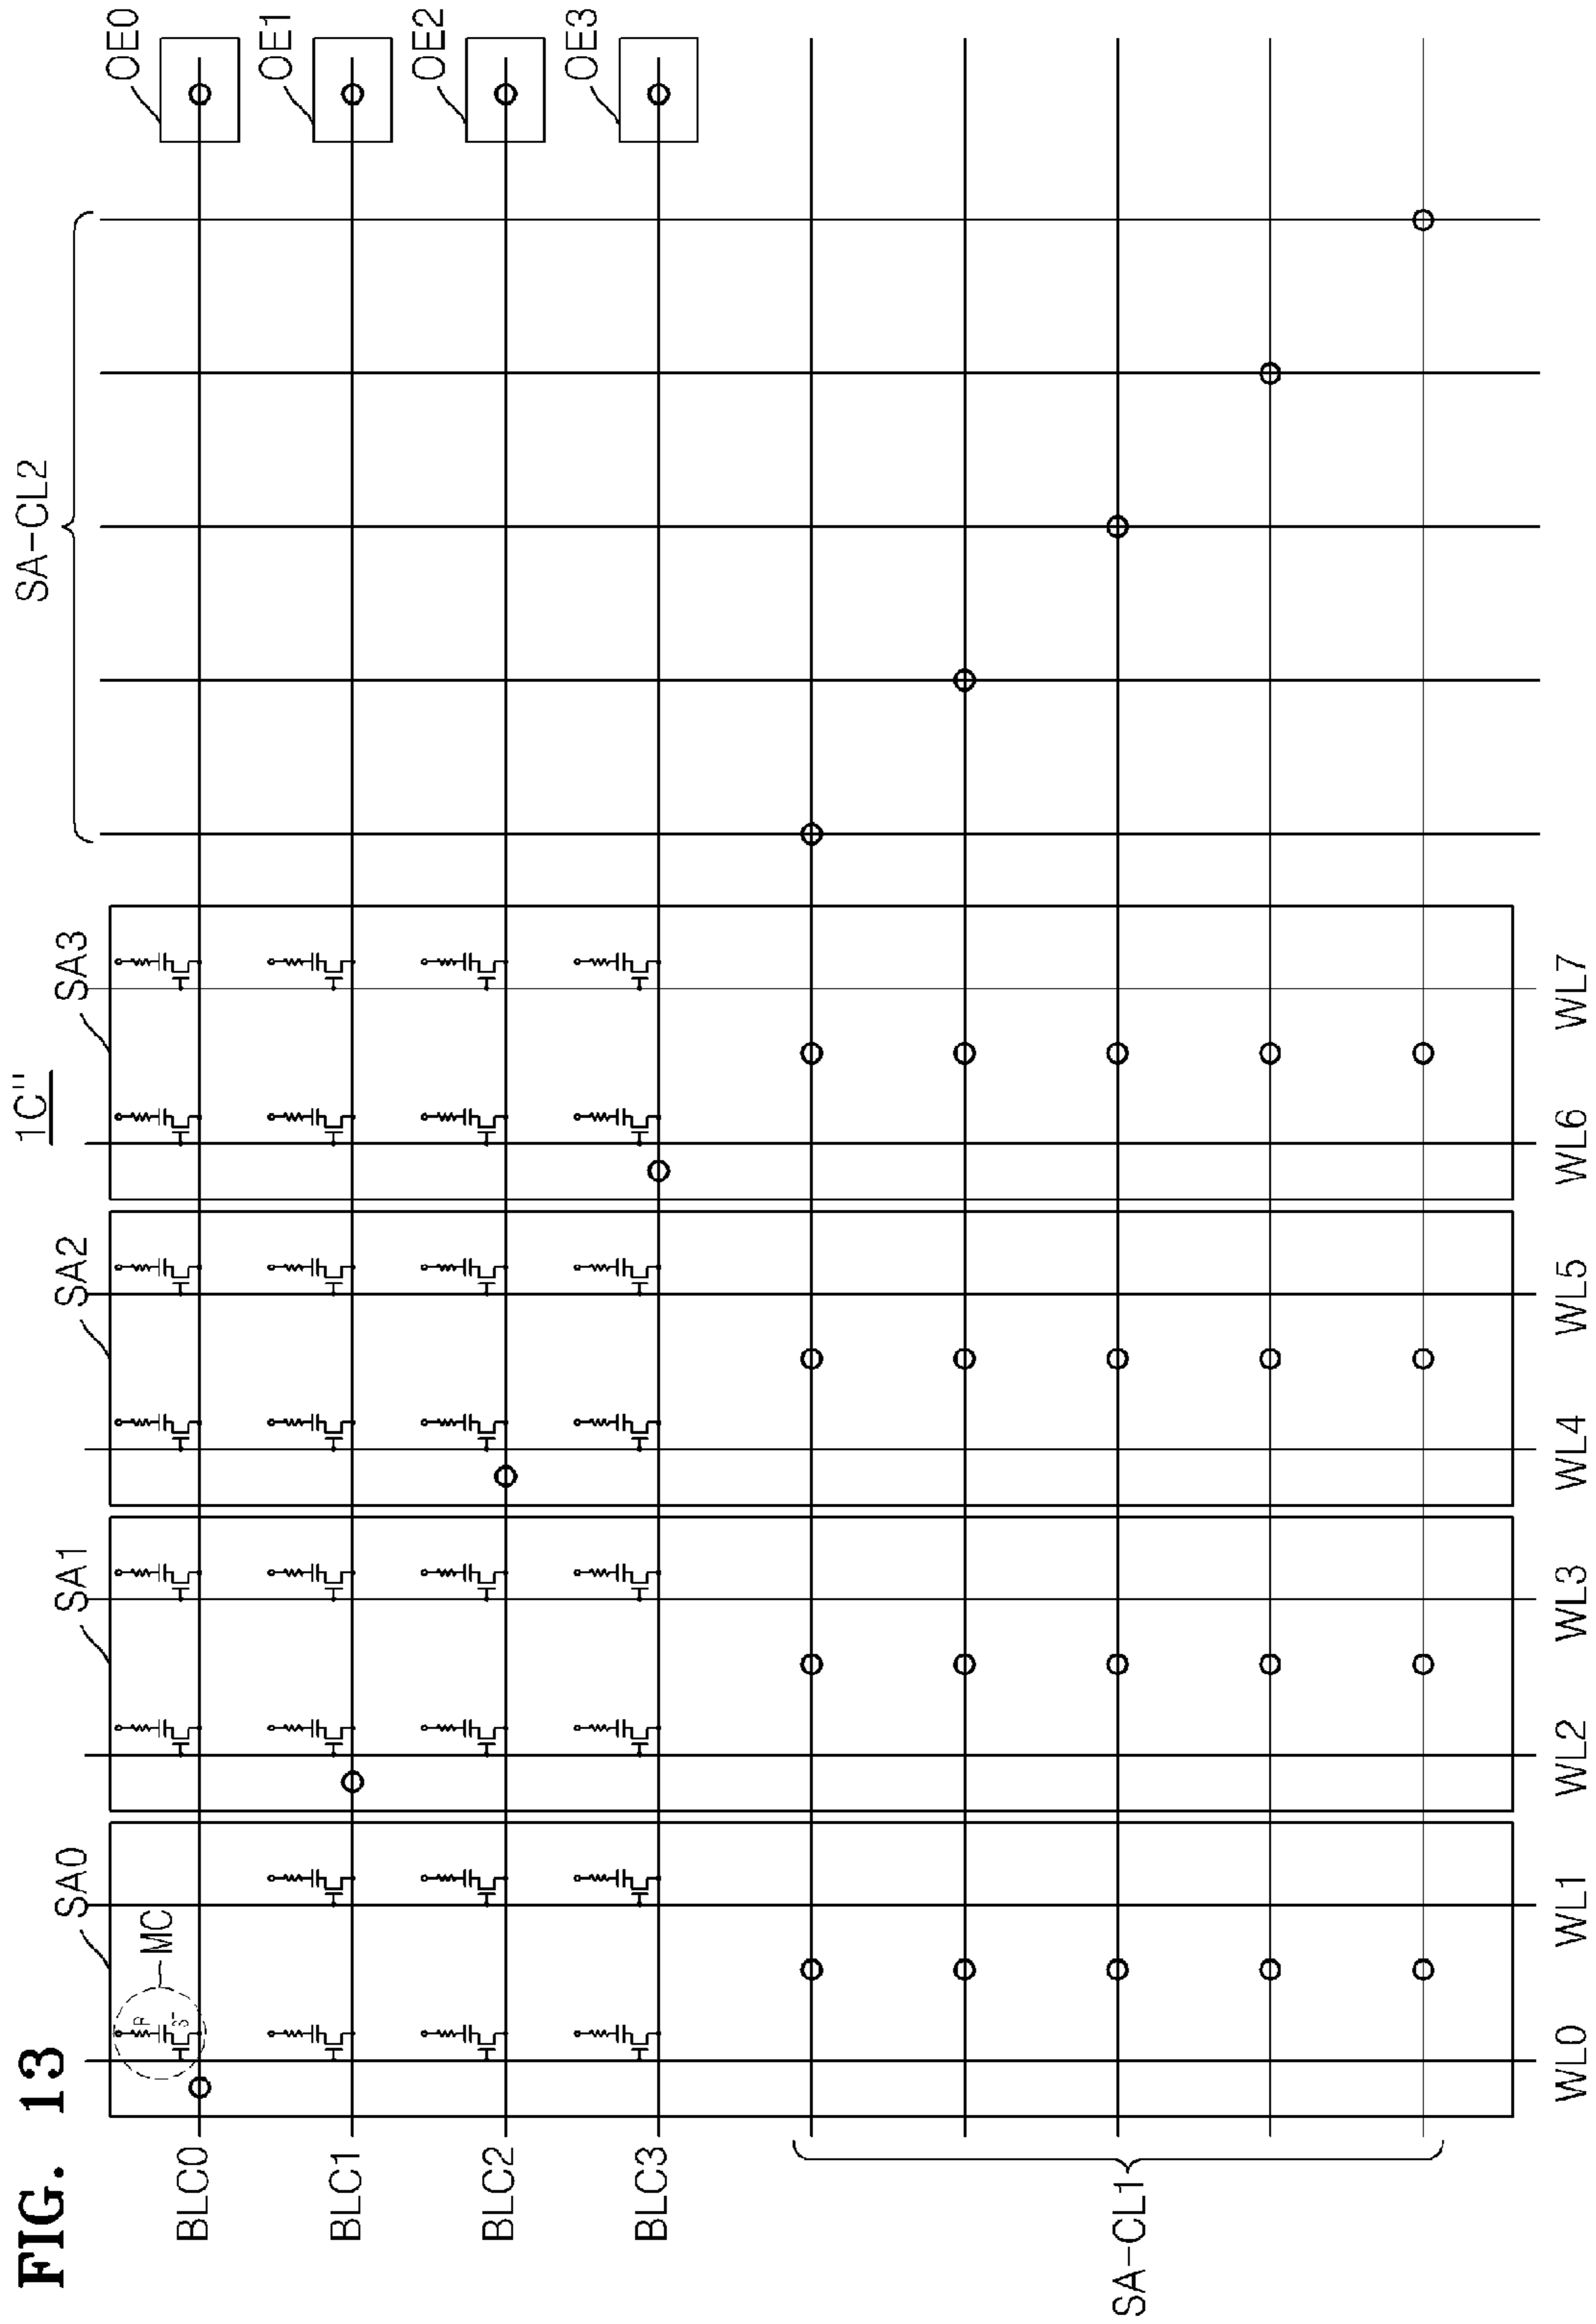 FIG. 13
1C"
SA-CL2
SA0
SA1
SA2
SA3
MC
OE0
OE1
OE2
OE3
BLC0
BLC1
BLC2
BLC3
SA-CL1
WL0
WL1
WL2
WL3
WL4
WL5
WL6
WL7